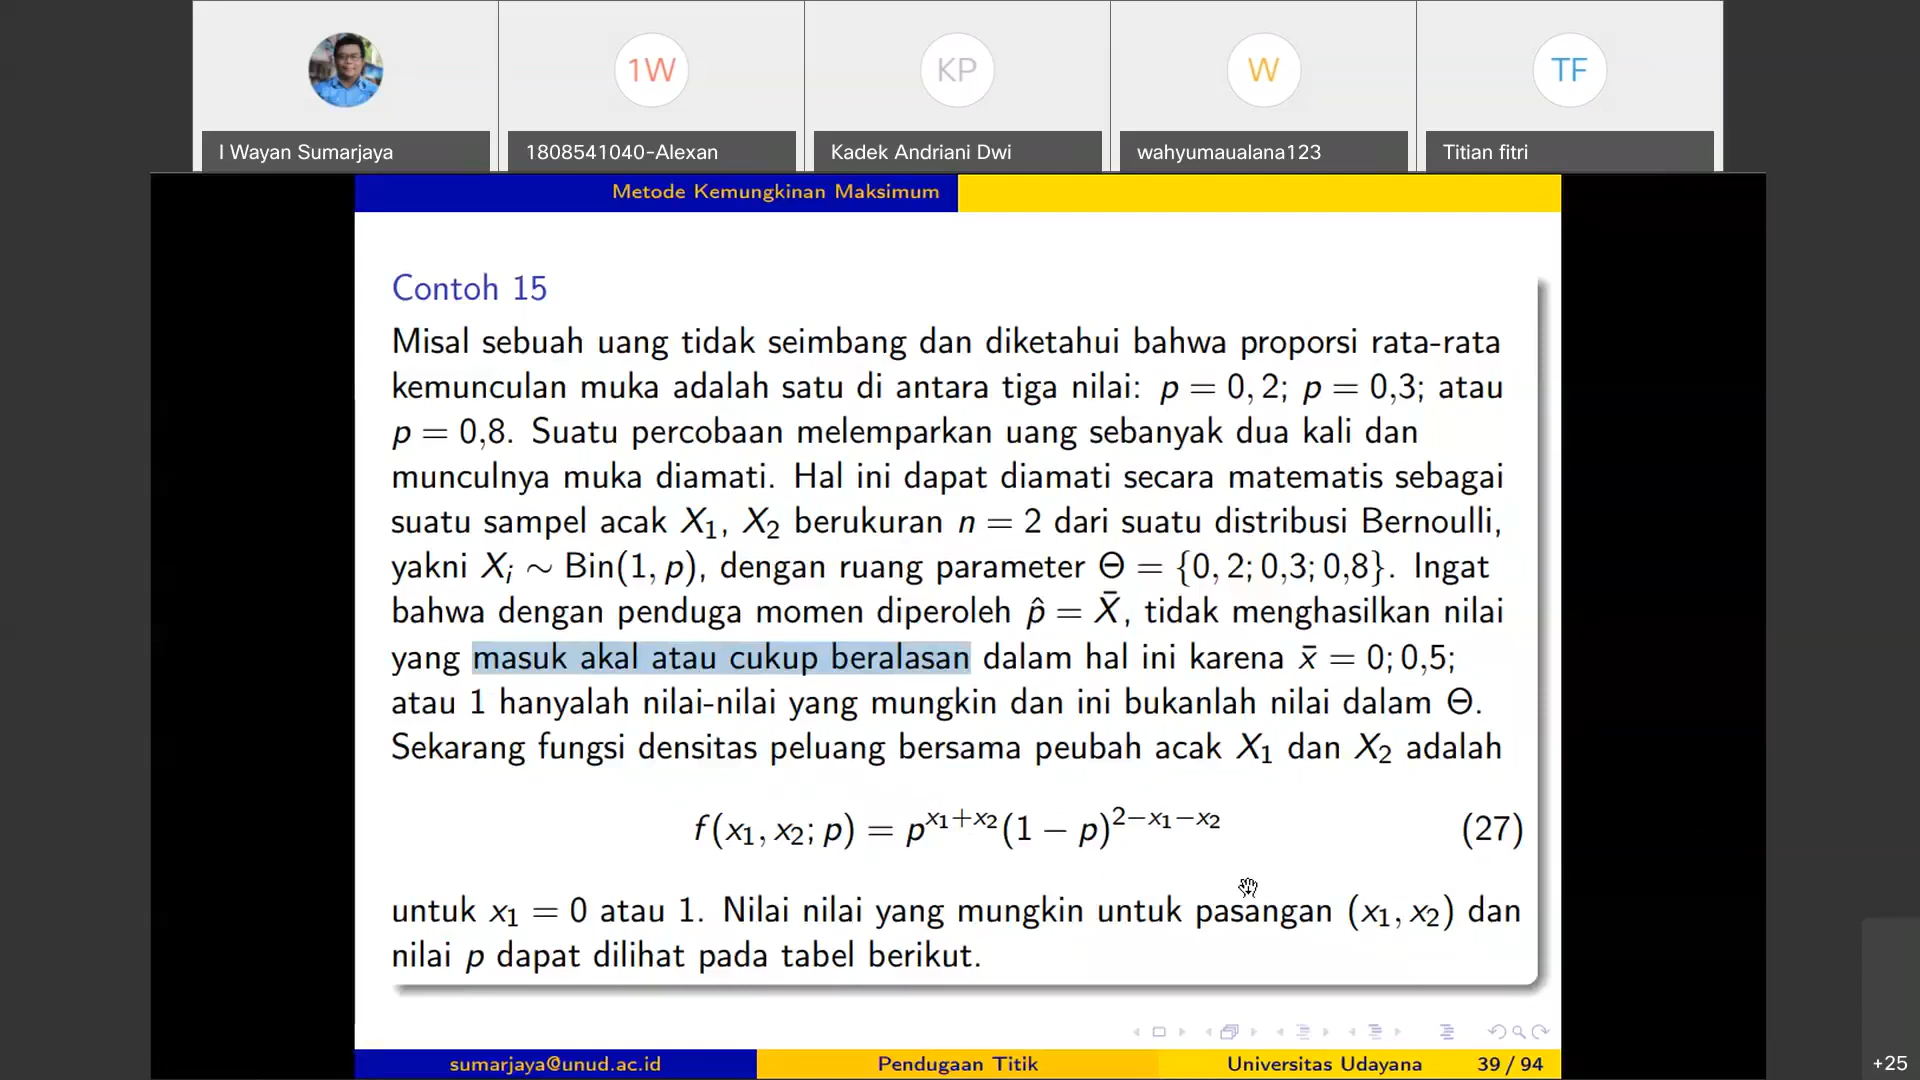 1W KP W TF
I Wayan Sumarjaya 1808541040-Alexan Kadek Andriani Dwi wahyumaualana123 Titian fitri
Metode Kemungkinan Maksimum
Contoh 15
Misal sebuah uang tidak seimbang dan diketahui bahwa proporsi rata-rata
kemunculan muka adalah satu di antara tiga nilai: p = 0, 2; p = 0,3; atau
p = 0,8. Suatu percobaan melemparkan uang sebanyak dua kali dan
munculnya muka diamati. Hal ini dapat diamati secara matematis sebagai
suatu sampel acak X₁, X₂ berukuran n = 2 dari suatu distribusi Bernoulli,
yakni Xᵢ ∼ Bin(1, p), dengan ruang parameter Θ = {0, 2; 0,3; 0,8}. Ingat
bahwa dengan penduga momen diperoleh p̂ = X̄, tidak menghasilkan nilai
yang masuk akal atau cukup beralasan dalam hal ini karena x̄ = 0; 0,5;
atau 1 hanyalah nilai-nilai yang mungkin dan ini bukanlah nilai dalam Θ.
Sekarang fungsi densitas peluang bersama peubah acak X₁ dan X₂ adalah
f(x₁, x₂; p) = p^{x₁+x₂}(1 − p)^{2−x₁−x₂} (27)
untuk x₁ = 0 atau 1. Nilai nilai yang mungkin untuk pasangan (x₁, x₂) dan
nilai p dapat dilihat pada tabel berikut.
sumarjaya@unud.ac.id Pendugaan Titik Universitas Udayana 39 / 94
+25